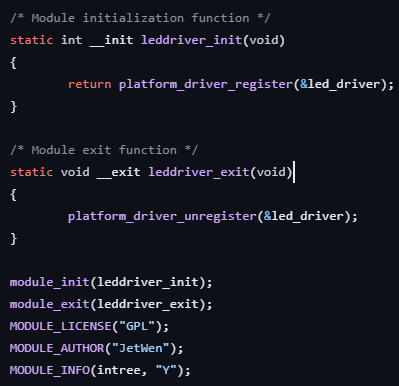 /* Module initialization function */
static int __init leddriver_init(void)
{
        return platform_driver_register(&led_driver);
}

/* Module exit function */
static void __exit leddriver_exit(void)
{
        platform_driver_unregister(&led_driver);
}

module_init(leddriver_init);
module_exit(leddriver_exit);
MODULE_LICENSE("GPL");
MODULE_AUTHOR("JetWen");
MODULE_INFO(intree, "Y");